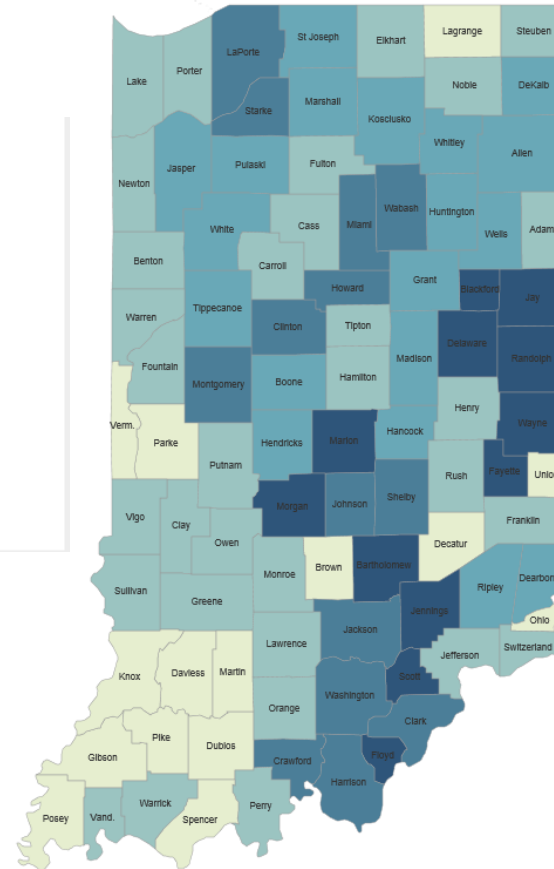 LaPorte
St Joseph
Elkhart
Lagrange
Steuben
Lake
Porter
Starke
Marshall
Kosciusko
Noble
DeKalb
Newton
Jasper
Pulaski
Fulton
Whitley
Allen
White
Cass
Miami
Wabash
Huntington
Wells
Adam
Benton
Carroll
Howard
Grant
Blackford
Jay
Warren
Tippecanoe
Clinton
Tipton
Delaware
Randolph
Fountain
Montgomery
Boone
Hamilton
Madison
Henry
Wayne
Verm.
Parke
Putnam
Hendricks
Marion
Hancock
Rush
Fayette
Unio
Vigo
Clay
Owen
Morgan
Johnson
Shelby
Franklin
Sullivan
Greene
Monroe
Brown
Bartholomew
Decatur
Ripley
Dearbor
Ohio
Jennings
Jackson
Lawrence
Jefferson
Switzerland
Knox
Daviess
Martin
Orange
Washington
Scott
Clark
Gibson
Pike
Dubios
Crawford
Harrison
Floyd
Posey
Vand.
Warrick
Spencer
Perry